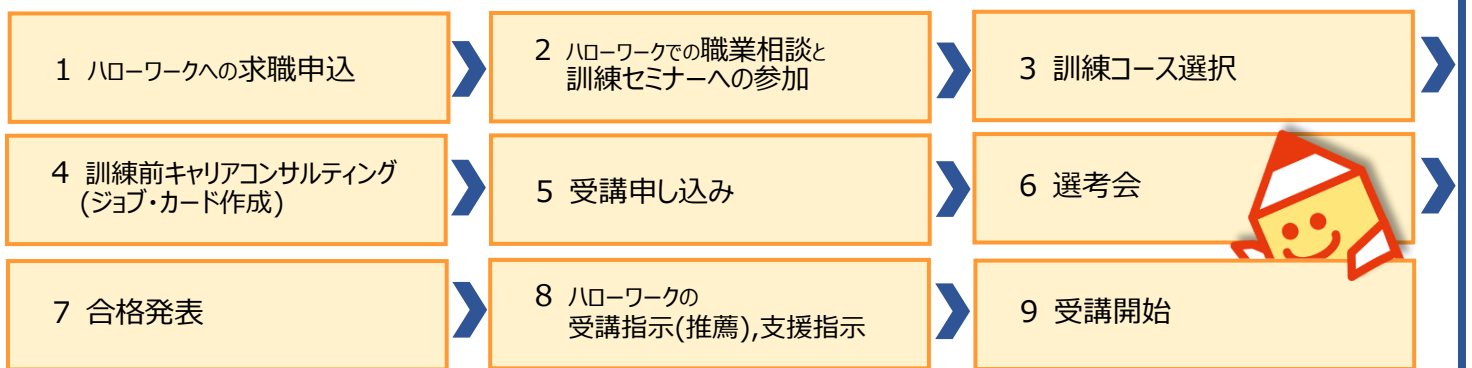 1 ハローワークへの求職申込
2 ハローワークでの職業相談と
訓練セミナーへの参加
3 訓練コース選択
4 訓練前キャリアコンサルティング
(ジョブ・カード作成)
5 受講申し込み
6 選考会
7 合格発表
8 ハローワークの
受講指示(推薦),支援指示
9 受講開始